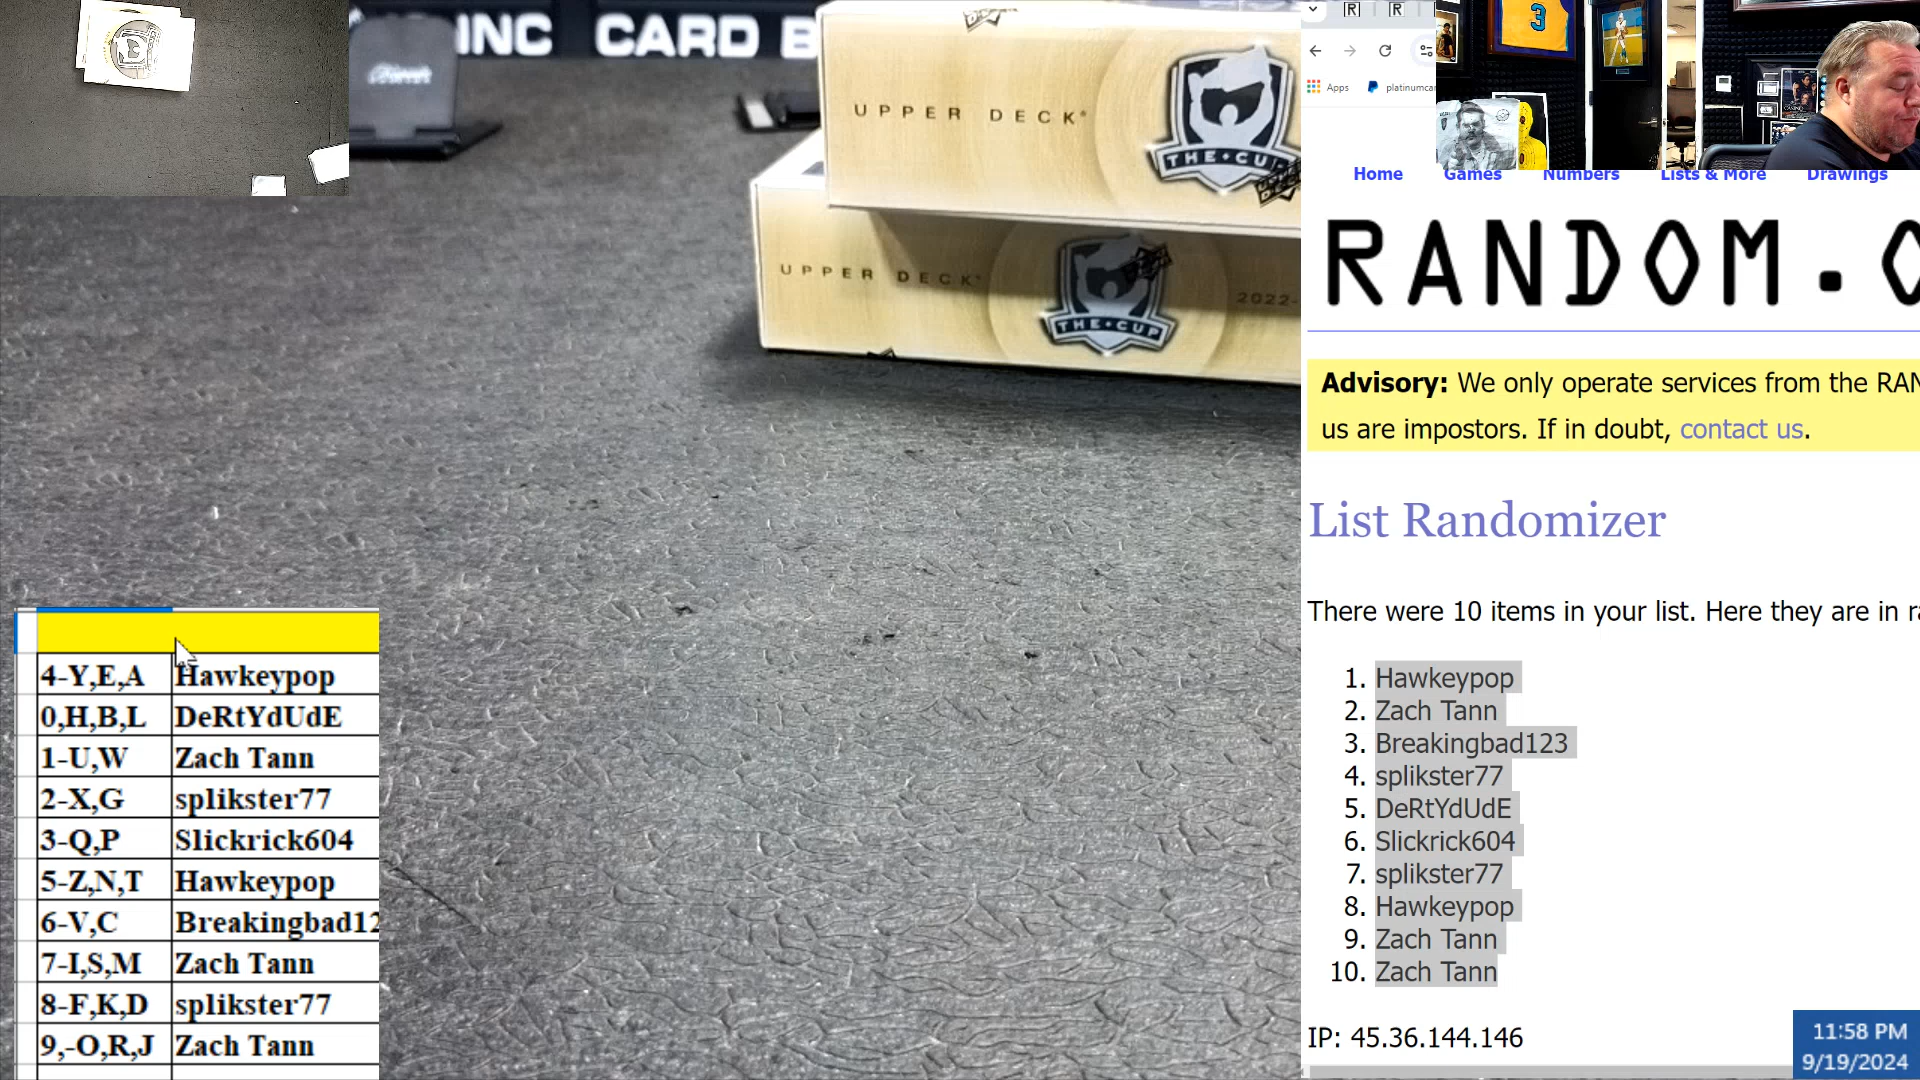 INC CARD B
UPPER DECK
THE CUP
UPPER DECK
THE CUP
2022-
Apps
platinumcar
3
Home Games Numbers Lists & More Drawings
RANDOM.O
Advisory: We only operate services from the RAN
us are impostors. If in doubt, contact us.
List Randomizer
There were 10 items in your list. Here they are in ra
1. Hawkeypop
2. Zach Tann
3. Breakingbad123
4. splikster77
5. DeRtYdUdE
6. Slickrick604
7. splikster77
8. Hawkeypop
9. Zach Tann
10. Zach Tann
IP: 45.36.144.146
11:58 PM
9/19/2024
4-Y,E,A Hawkeypop
0,H,B,L DeRtYdUdE
1-U,W Zach Tann
2-X,G splikster77
3-Q,P Slickrick604
5-Z,N,T Hawkeypop
6-V,C Breakingbad12
7-I,S,M Zach Tann
8-F,K,D splikster77
9,-O,R,J Zach Tann